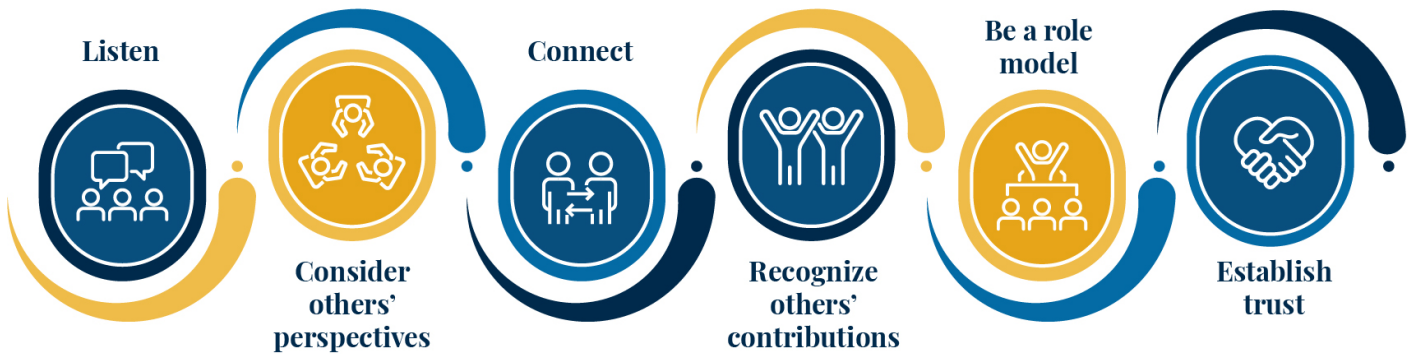 Listen
Consider
others’
perspectives
Connect
Recognize
others’
contributions
Be a role
model
Establish
trust